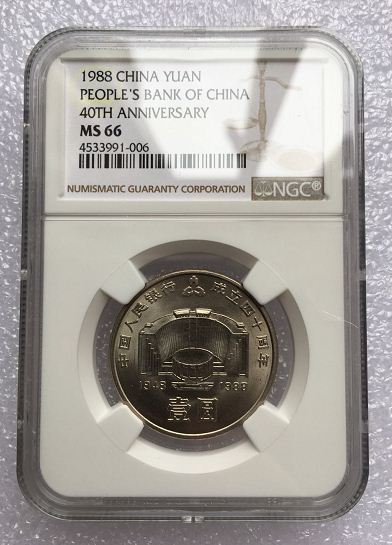 1988 CHINA YUAN
PEOPLE'S BANK OF CHINA
40TH ANNIVERSARY
MS 66
4533991-006
NUMISMATIC GUARANTY CORPORATION
NGC®
中国人民银行 成立四十周年
1948 1988
壹圆